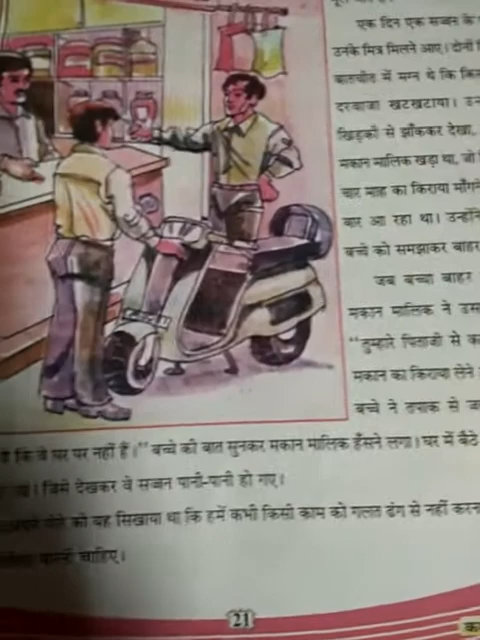 एक दिन एक सज्जन के
उनके मित्र मिलने आए। दोनों
बातचीत में मग्न थे कि
दरवाजा खटखटाया।
खिड़की से झाँककर देखा,
मकान मालिक खड़ा था, जो
चार माह का किराया माँगने
बार आ रहा था। उन्होंने
बच्चे को समझाकर बाहर
जब बच्चा बाहर
मकान मालिक ने
"तुम्हारे पिताजी से
मकान का किराया लेने
बच्चे ने तपाक से
कि वे घर पर नहीं हैं।" बच्चे की बात सुनकर मकान मालिक हँसने लगा। घर में बैठे
जिसे देखकर वे सज्जन पानी-पानी हो गए।
को यह सिखाया था कि हमें कभी किसी काम को गलत ढंग से नहीं करना
चाहिए।
21